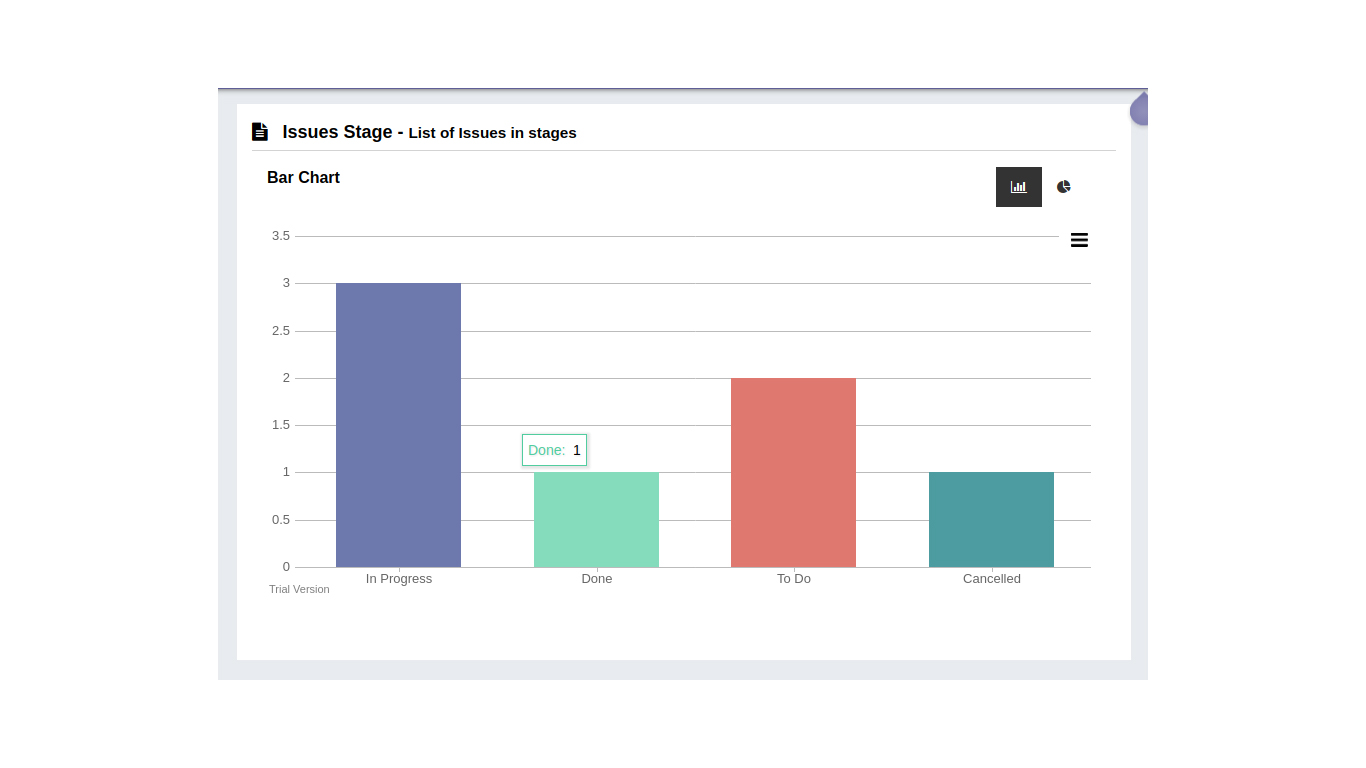 Issues Stage - List of Issues in stages
Bar Chart
3.5
3
2.5
2
1.5
Done: 1
1
0.5
0
In Progress Done To Do Cancelled
Trial Version